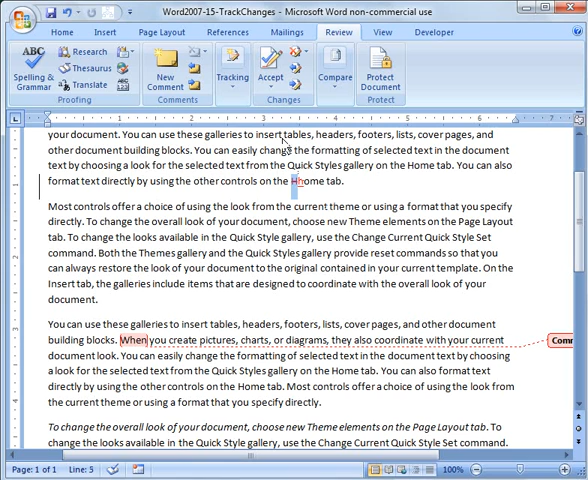 Word2007-15-TrackChanges - Microsoft Word non-commercial use
Home Insert Page Layout References Mailings Review View Developer
ABC
Spelling & Grammar
Research
Thesaurus
Translate
Proofing
New Comment
Comments
Tracking
Accept
Changes
Compare
Protect Document
Protect
L
1 2 3 4 5
your document. You can use these galleries to insert tables, headers, footers, lists, cover pages, and
other document building blocks. You can easily change the formatting of selected text in the document
text by choosing a look for the selected text from the Quick Styles gallery on the Home tab. You can also
format text directly by using the other controls on the Hhome tab.
Most controls offer a choice of using the look from the current theme or using a format that you specify
directly. To change the overall look of your document, choose new Theme elements on the Page Layout
tab. To change the looks available in the Quick Style gallery, use the Change Current Quick Style Set
command. Both the Themes gallery and the Quick Styles gallery provide reset commands so that you
can always restore the look of your document to the original contained in your current template. On the
Insert tab, the galleries include items that are designed to coordinate with the overall look of your
document.
You can use these galleries to insert tables, headers, footers, lists, cover pages, and other document
building blocks. When you create pictures, charts, or diagrams, they also coordinate with your current
Comm
document look. You can easily change the formatting of selected text in the document text by choosing
a look for the selected text from the Quick Styles gallery on the Home tab. You can also format text
directly by using the other controls on the Home tab. Most controls offer a choice of using the look from
the current theme or using a format that you specify directly.
To change the overall look of your document, choose new Theme elements on the Page Layout tab. To
change the looks available in the Quick Style gallery, use the Change Current Quick Style Set command.
Page: 1 of 1 Line: 5 100%